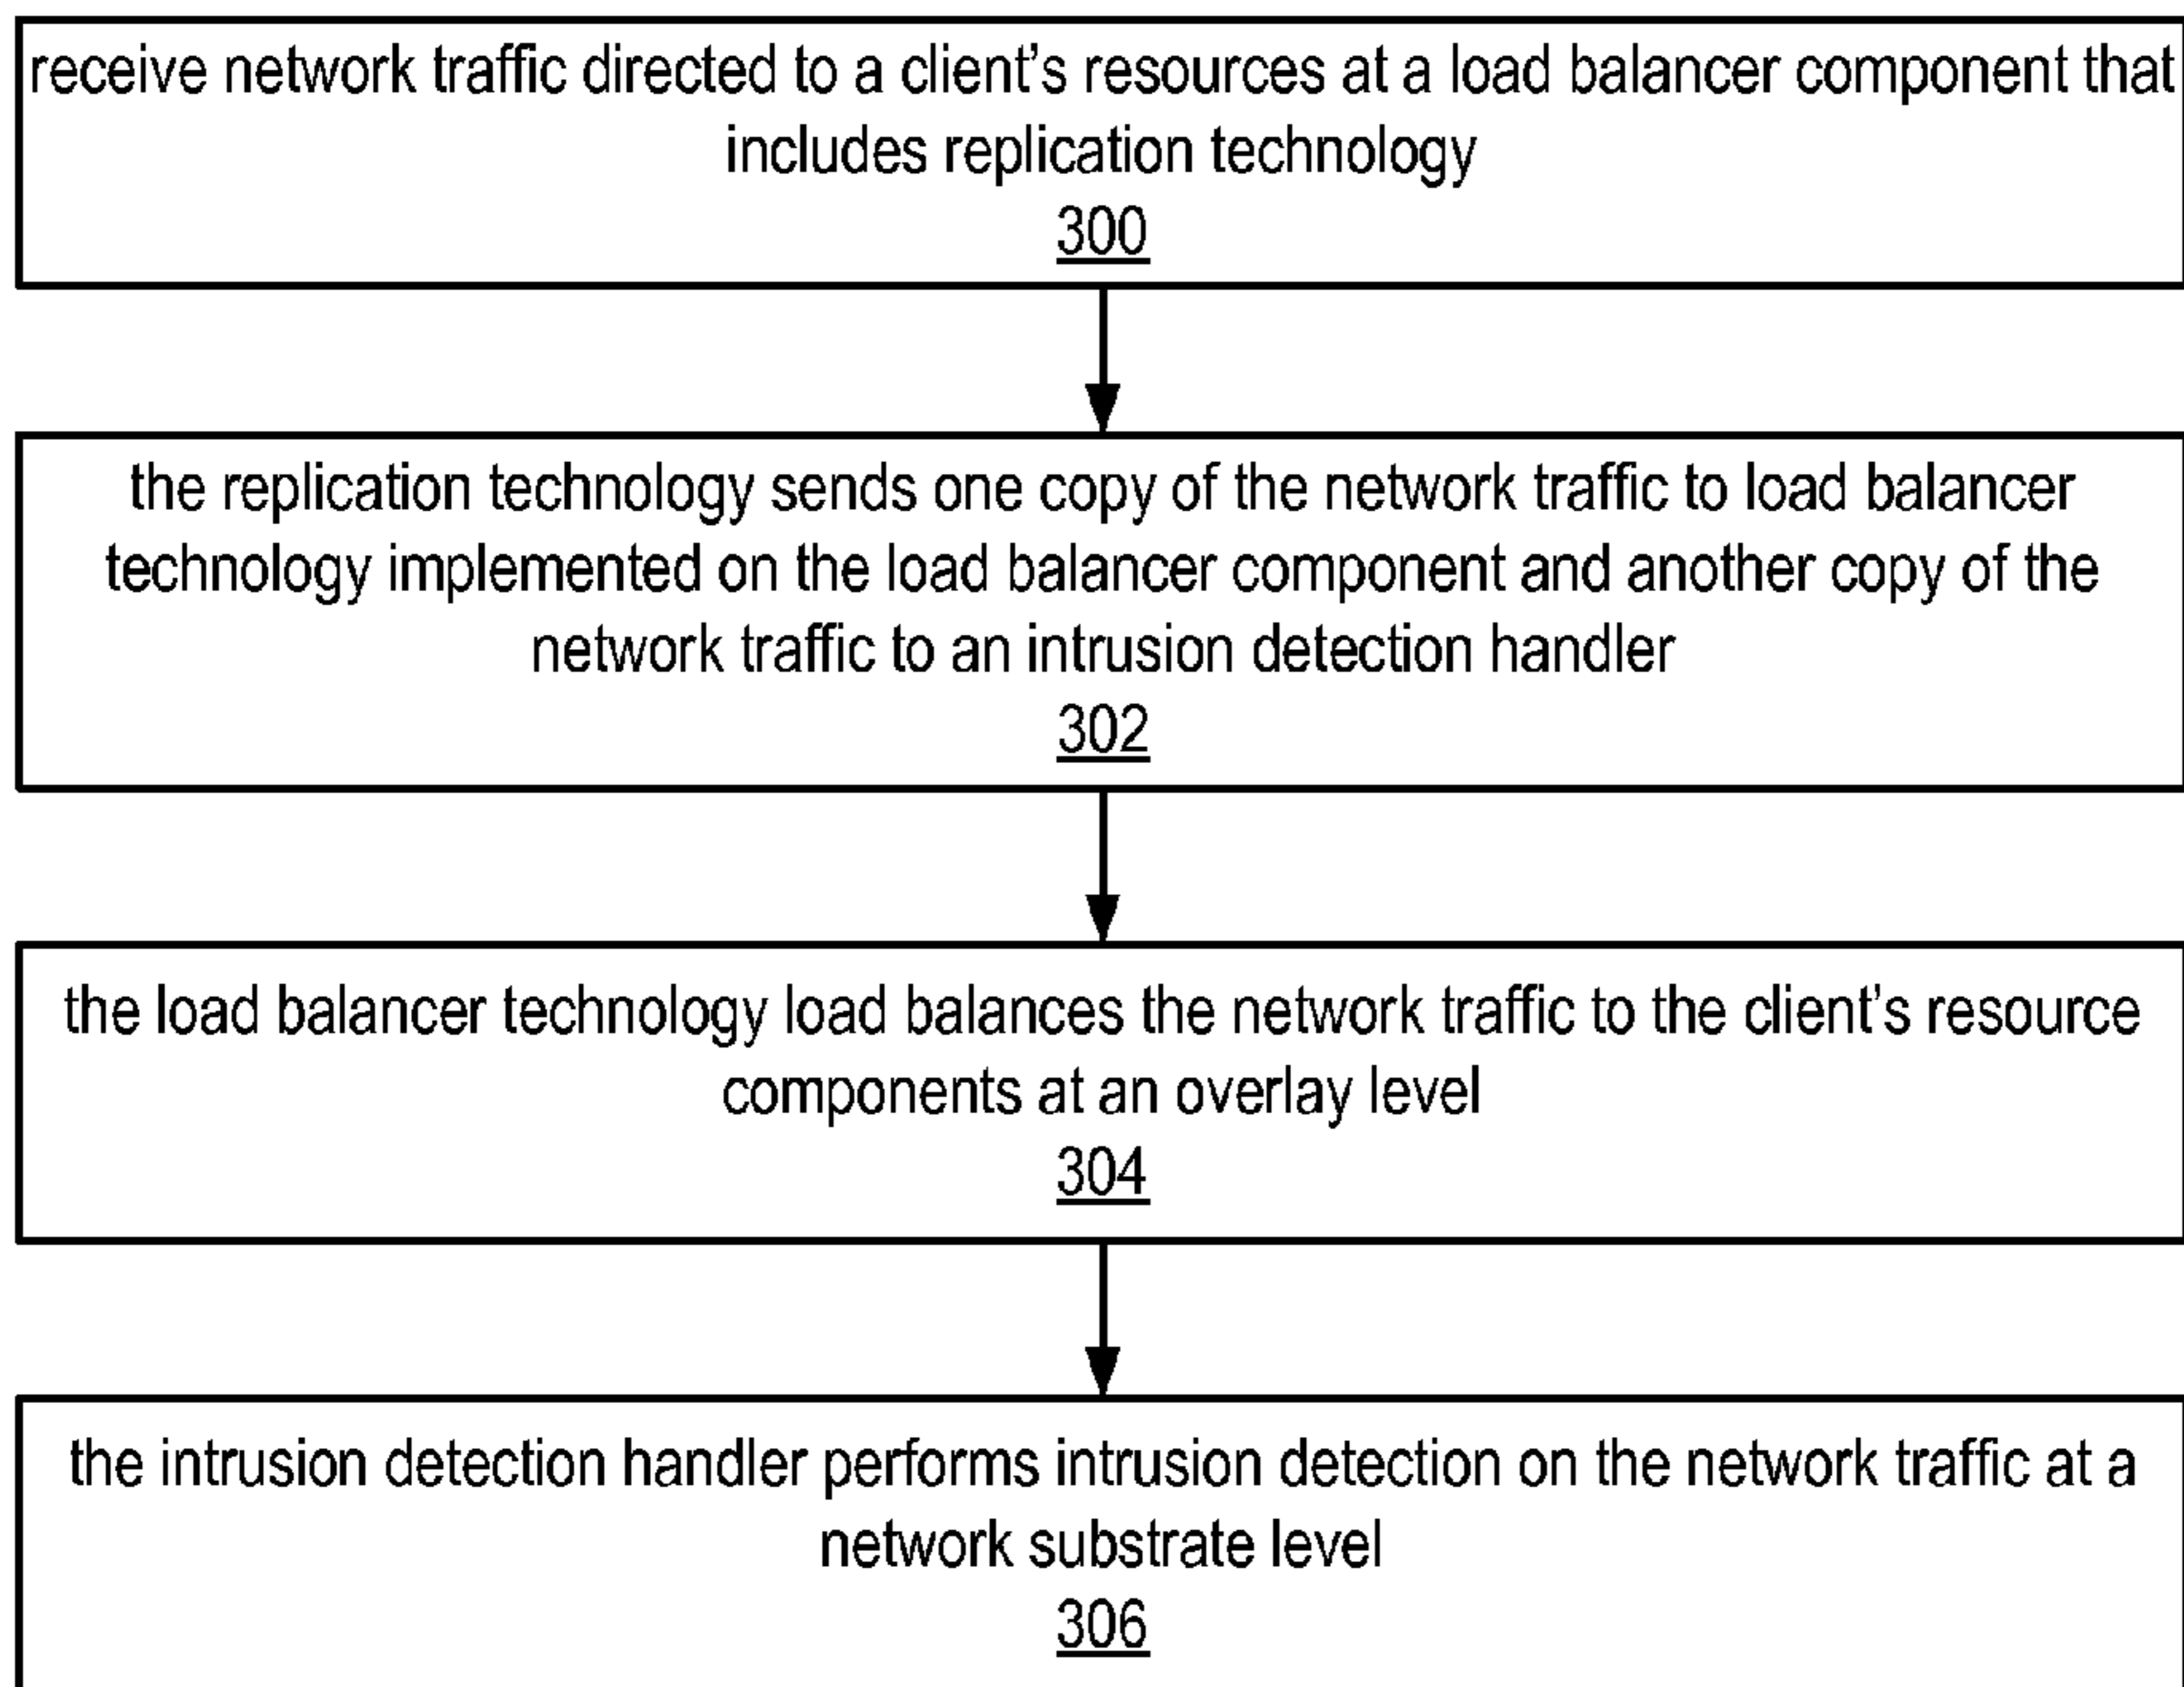 receive network traffic directed to a client’s resources at a load balancer component that
includes replication technology
300
the replication technology sends one copy of the network traffic to load balancer
technology implemented on the load balancer component and another copy of the
network traffic to an intrusion detection handler
302
the load balancer technology load balances the network traffic to the client’s resource
components at an overlay level
304
the intrusion detection handler performs intrusion detection on the network traffic at a
network substrate level
306